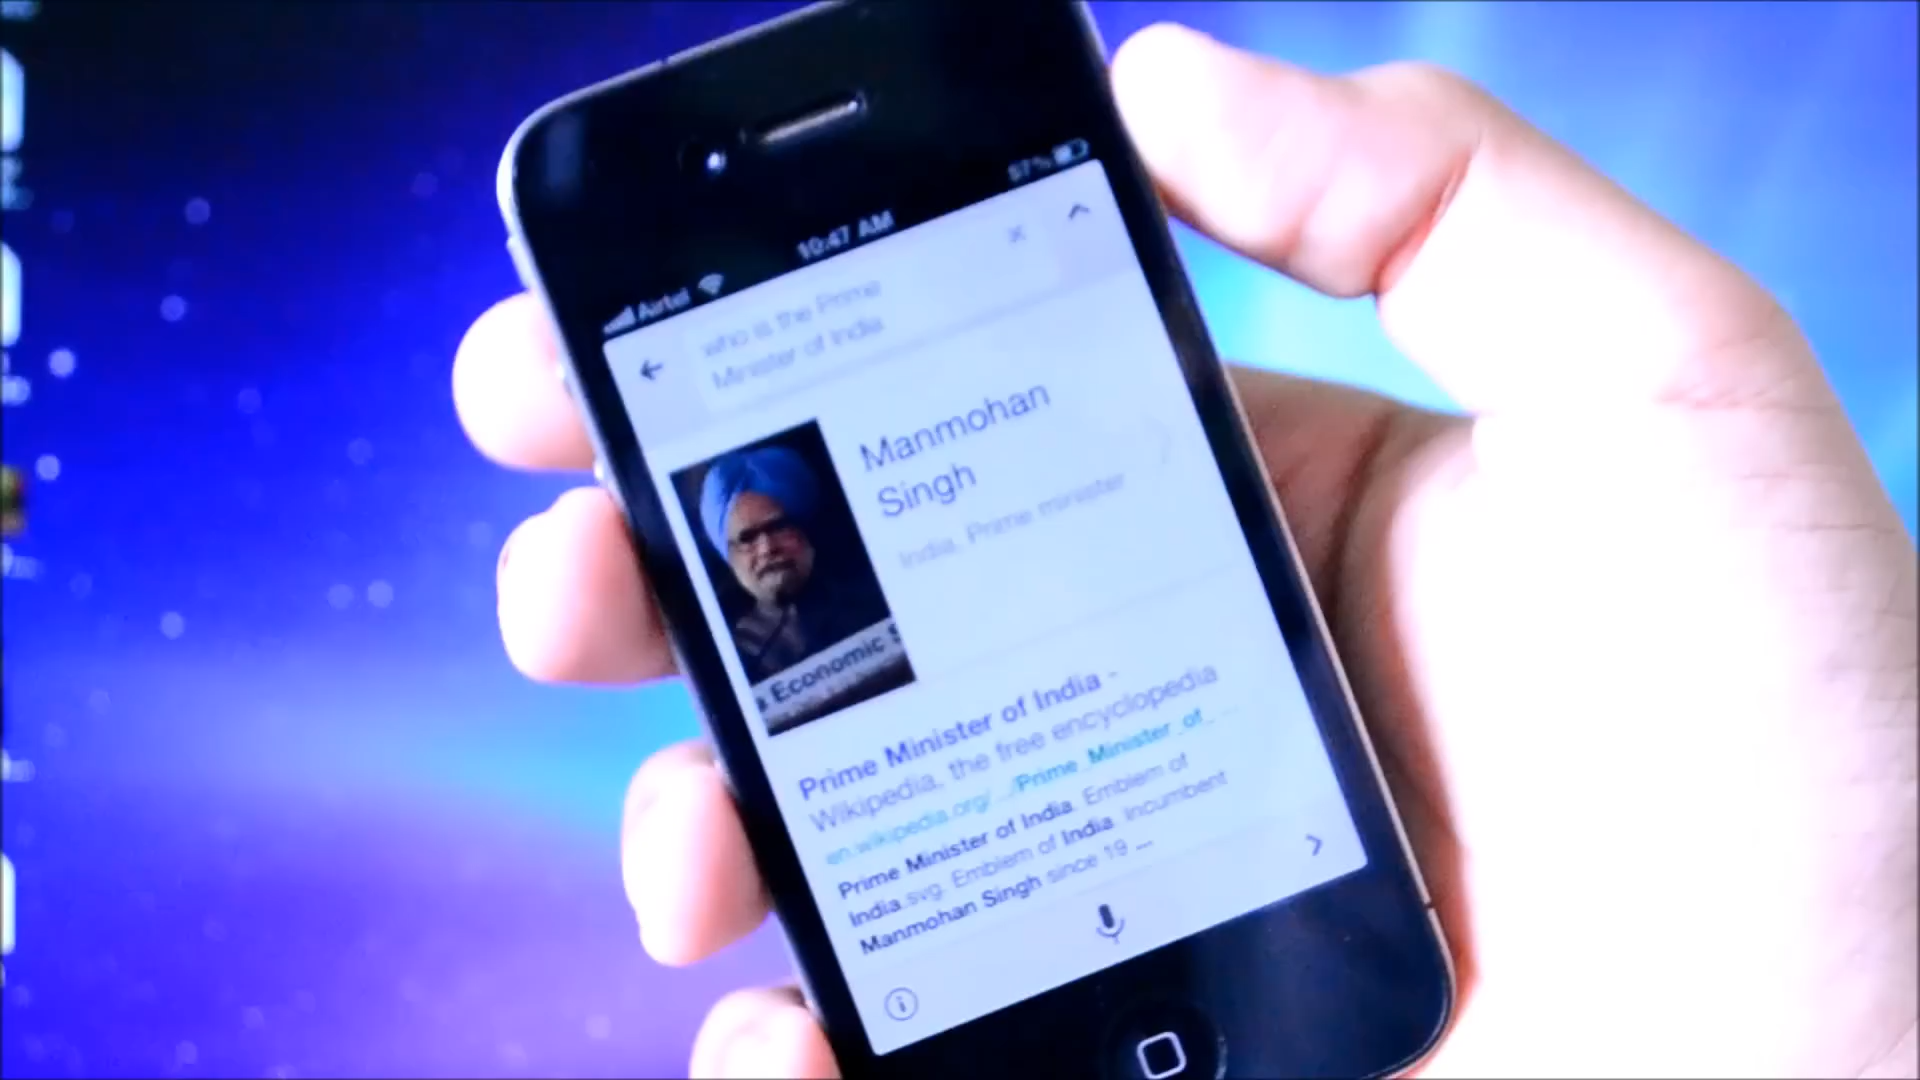 Airtel 10:47 AM 57%
who is the Prime
Minister of India
Manmohan
Singh
India, Prime minister
a Economic S
Prime Minister of India -
Wikipedia, the free encyclopedia
en.wikipedia.org/.../Prime_Minister_of_...
Prime Minister of India. Emblem of
India.svg. Emblem of India. Incumbent
Manmohan Singh since 19 ...